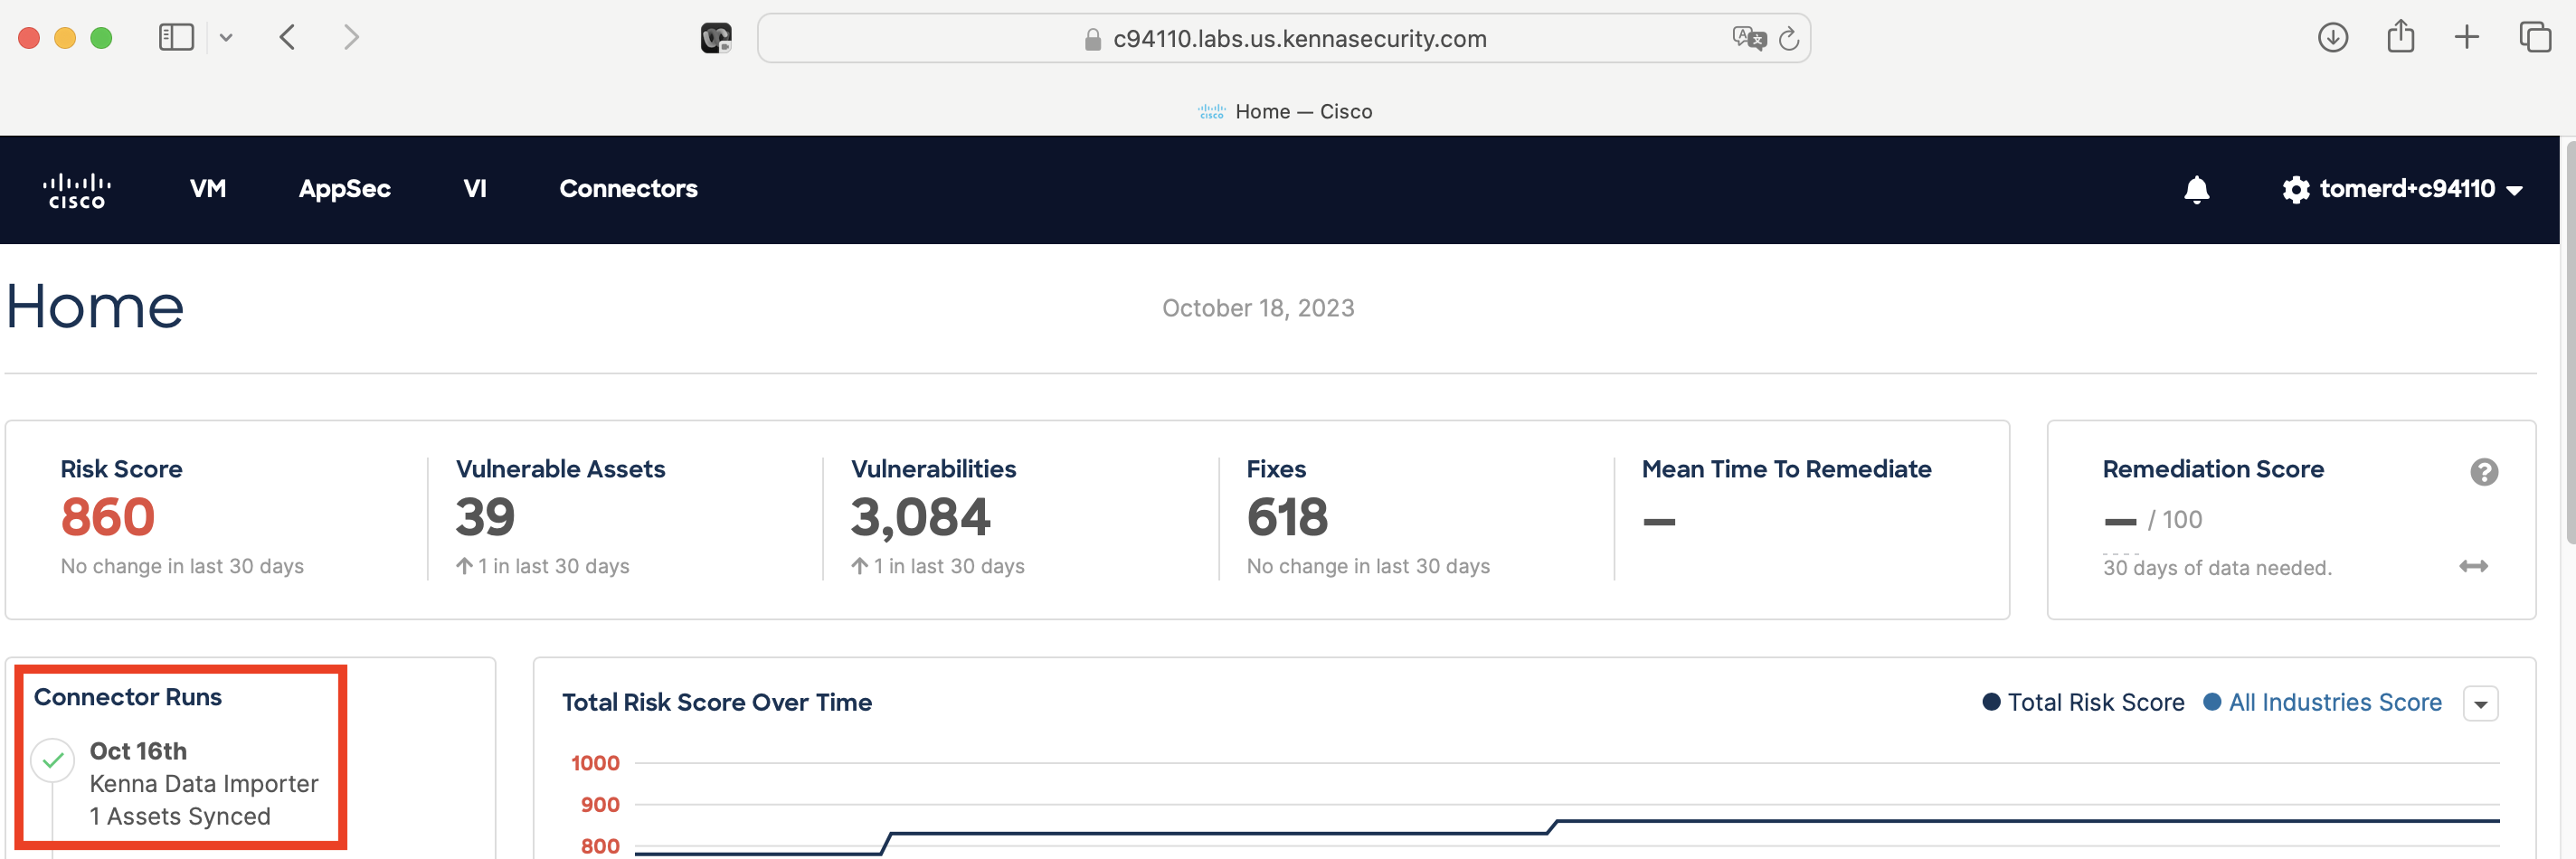 c94110.labs.us.kennasecurity.com
CISCO Home — Cisco
CISCO VM AppSec VI Connectors tomerd+c94110
Home
October 18, 2023
Risk Score
860
No change in last 30 days
Vulnerable Assets
39
1 in last 30 days
Vulnerabilities
3,084
1 in last 30 days
Fixes
618
No change in last 30 days
Mean Time To Remediate
—
Remediation Score
— / 100
30 days of data needed.
Connector Runs
Oct 16th
Kenna Data Importer
1 Assets Synced
Total Risk Score Over Time
Total Risk Score All Industries Score
1000
900
800